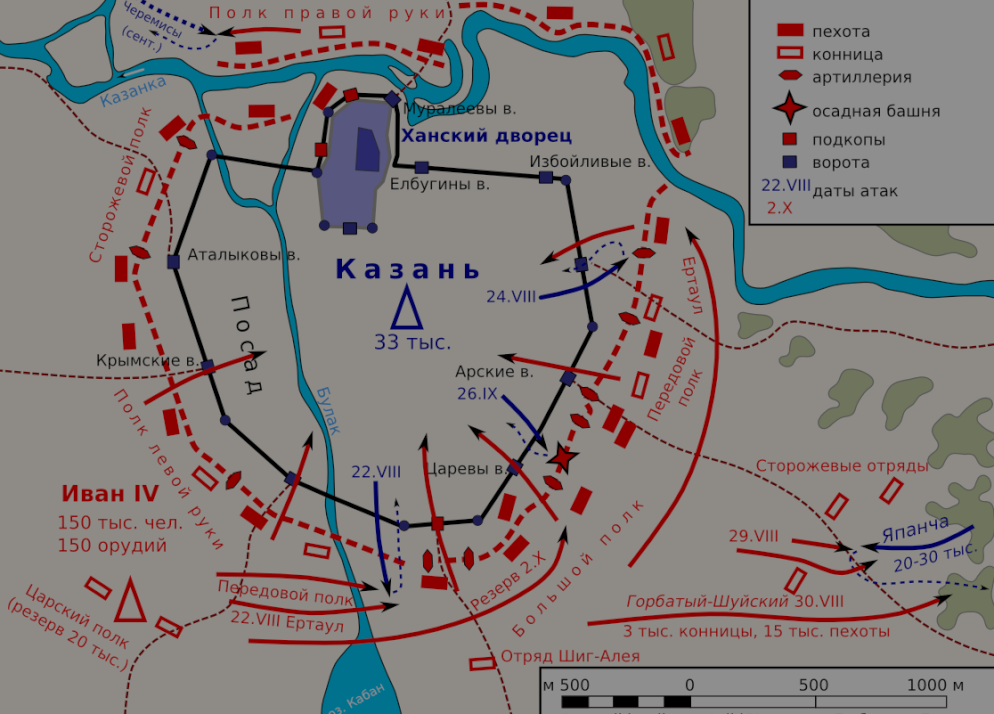 Черемисы
(сент.)
Полк правой руки
Казанка
Муралеевы в.
Ханский дворец
Избойливые в.
Елбугины в.
Сторожевой полк
Аталыковы в.
Казань
33 тыс.
24.VIII
Ертаул
Посад
Крымские в.
Арские в.
26.IX
Передовой
полк
Булак
Полк левой руки
22.VIII
Царевы в.
Иван IV
150 тыс. чел.
150 орудий
Сторожевые отряды
29.VIII
Япанча
20-30 тыс.
Царский полк
(резерв 20 тыс.)
Передовой полк
22.VIII Ертаул
Резерв 2.X
Большой полк
Горбатый-Шуйский 30.VIII
3 тыс. конницы, 15 тыс. пехоты
Отряд Шиг-Алея
оз. Кабан
пехота
конница
артиллерия
осадная башня
подкопы
ворота
22.VIII даты атак
2.X
м 500 0 500 1000 м